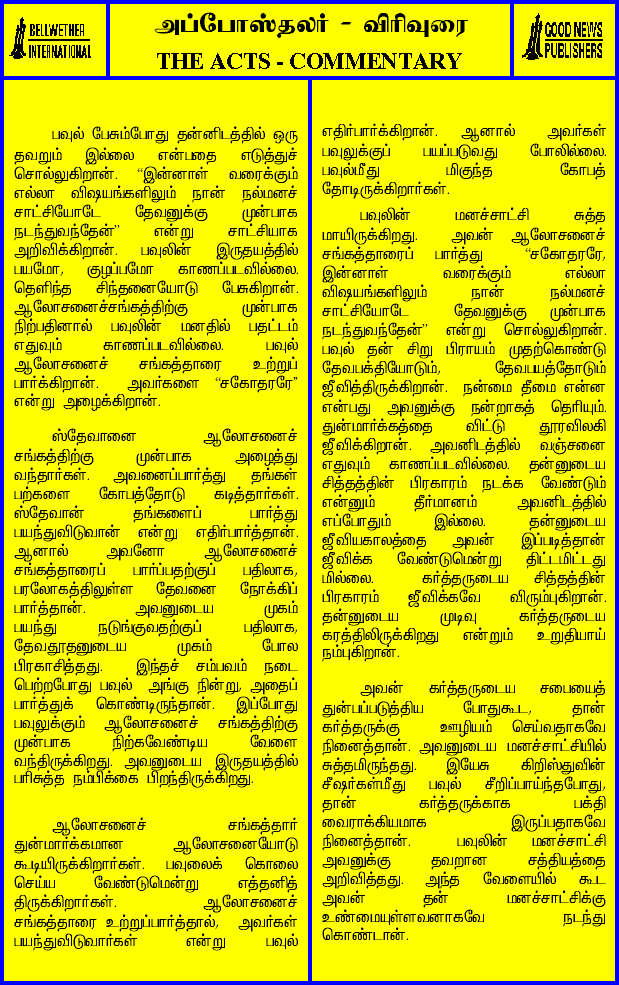 BELLWETHER
INTERNATIONAL
அப்போஸ்தலர் - விரிவுரை
THE ACTS - COMMENTARY
GOOD NEWS
PUBLISHERS
பவுல் பேசும்போது தன்னிடத்தில் ஒரு
தவறும் இல்லை என்பதை எடுத்துச்
சொல்லுகிறான். “இன்னாள் வரைக்கும்
எல்லா விஷயங்களிலும் நான் நல்மனச்
சாட்சியோடே தேவனுக்கு முன்பாக
நடந்துவந்தேன்” என்று சாட்சியாக
அறிவிக்கிறான். பவுலின் இருதயத்தில்
பயமோ, குழப்பமோ காணப்படவில்லை.
தெளிந்த சிந்தனையோடு பேசுகிறான்.
ஆலோசனைச்சங்கத்திற்கு முன்பாக
நிற்பதினால் பவுலின் மனதில் பதட்டம்
எதுவும் காணப்படவில்லை. பவுல்
ஆலோசனைச் சங்கத்தாரை உற்றுப்
பார்க்கிறான். அவர்களை “சகோதரரே”
என்று அழைக்கிறான்.
ஸ்தேவானை ஆலோசனைச்
சங்கத்திற்கு முன்பாக அழைத்து
வந்தார்கள். அவனைப்பார்த்து தங்கள்
பற்களை கோபத்தோடு கடித்தார்கள்.
ஸ்தேவான் தங்களைப் பார்த்து
பயந்துவிடுவான் என்று எதிர்பார்த்தான்.
ஆனால் அவனோ ஆலோசனைச்
சங்கத்தாரைப் பார்ப்பதற்குப் பதிலாக,
பரலோகத்திலுள்ள தேவனை நோக்கிப்
பார்த்தான். அவனுடைய முகம்
பயந்து நடுங்குவதற்குப் பதிலாக,
தேவதூதனுடைய முகம் போல
பிரகாசித்தது. இந்தச் சம்பவம் நடை
பெற்றபோது பவுல் அங்கு நின்று, அதைப்
பார்த்துக் கொண்டிருந்தான். இப்போது
பவுலுக்கும் ஆலோசனைச் சங்கத்திற்கு
முன்பாக நிற்கவேண்டிய வேளை
வந்திருக்கிறது. அவனுடைய இருதயத்தில்
பரிசுத்த நம்பிக்கை பிறந்திருக்கிறது.
ஆலோசனைச் சங்கத்தார்
துன்மார்க்கமான ஆலோசனையோடு
கூடியிருக்கிறார்கள். பவுலைக் கொலை
செய்ய வேண்டுமென்று எத்தனித்
திருக்கிறார்கள். ஆலோசனைச்
சங்கத்தாரை உற்றுப்பார்த்தால், அவர்கள்
பயந்துவிடுவார்கள் என்று பவுல்
எதிர்பார்க்கிறான். ஆனால் அவர்கள்
பவுலுக்குப் பயப்படுவது போலில்லை.
பவுல்மீது மிகுந்த கோபத்
தோடிருக்கிறார்கள்.
பவுலின் மனச்சாட்சி சுத்த
மாயிருக்கிறது. அவன் ஆலோசனைச்
சங்கத்தாரைப் பார்த்து “சகோதரரே,
இன்னாள் வரைக்கும் எல்லா
விஷயங்களிலும் நான் நல்மனச்
சாட்சியோடே தேவனுக்கு முன்பாக
நடந்துவந்தேன்” என்று சொல்லுகிறான்.
பவுல் தன் சிறு பிராயம் முதற்கொண்டு
தேவபக்தியோடும், தேவபயத்தோடும்
ஜீவித்திருக்கிறான். நன்மை தீமை என்ன
என்பது அவனுக்கு நன்றாகத் தெரியும்.
துன்மார்க்கத்தை விட்டு தூரவிலகி
ஜீவிக்கிறான். அவனிடத்தில் வஞ்சனை
எதுவும் காணப்படவில்லை. தன்னுடைய
சித்தத்தின் பிரகாரம் நடக்க வேண்டும்
என்னும் தீர்மானம் அவனிடத்தில்
எப்போதும் இல்லை. தன்னுடைய
ஜீவியகாலத்தை அவன் இப்படித்தான்
ஜீவிக்க வேண்டுமென்று திட்டமிட்டது
மில்லை. கர்த்தருடைய சித்தத்தின்
பிரகாரம் ஜீவிக்கவே விரும்புகிறான்.
தன்னுடைய முடிவு கர்த்தருடைய
கரத்திலிருக்கிறது என்றும் உறுதியாய்
நம்புகிறான்.
அவன் கர்த்தருடைய சபையைத்
துன்பப்படுத்திய போதுகூட, தான்
கர்த்தருக்கு ஊழியம் செய்வதாகவே
நினைத்தான். அவனுடைய மனச்சாட்சியில்
சுத்தமிருந்தது. இயேசு கிறிஸ்துவின்
சீஷர்கள்மீது பவுல் சீறிப்பாய்ந்தபோது,
தான் கர்த்தருக்காக பக்தி
வைராக்கியமாக இருப்பதாகவே
நினைத்தான். பவுலின் மனச்சாட்சி
அவனுக்கு தவறான சத்தியத்தை
அறிவித்தது. அந்த வேளையில் கூட
அவன் தன் மனச்சாட்சிக்கு
உண்மையுள்ளவனாகவே நடந்து
கொண்டான்.